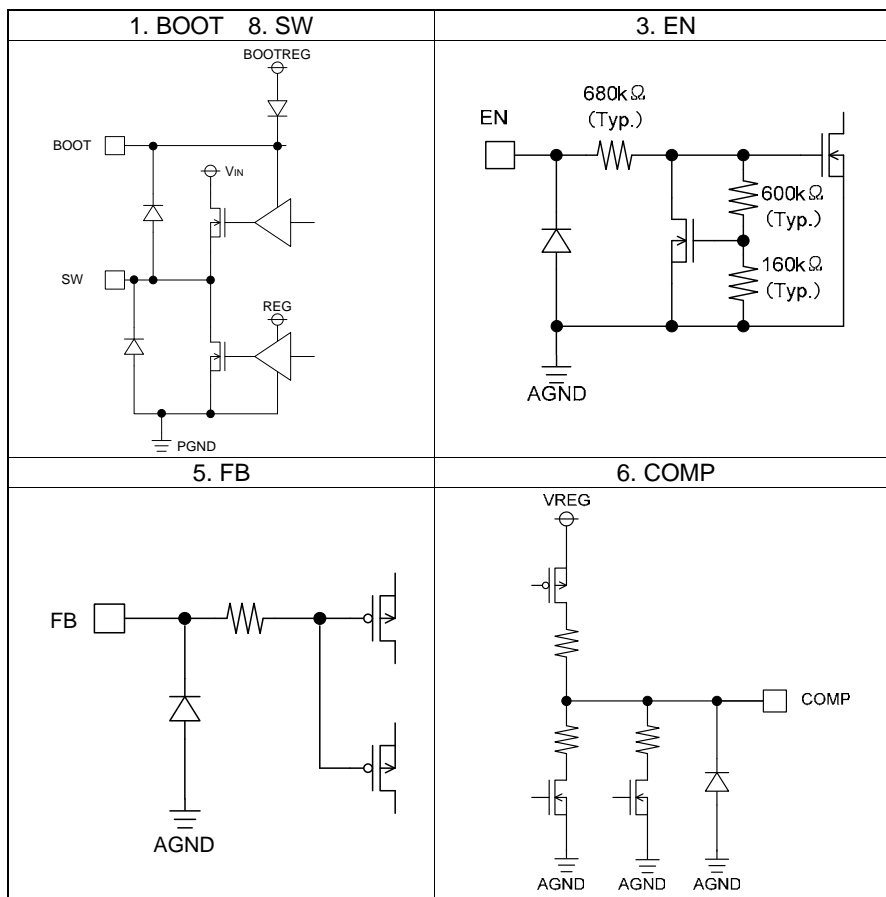 1. BOOT 8. SW
BOOTREG
BOOT
VIN
SW
REG
PGND
3. EN
680kΩ
(Typ.)
EN
600kΩ
(Typ.)
160kΩ
(Typ.)
AGND
5. FB
FB
AGND
6. COMP
VREG
COMP
AGND AGND AGND